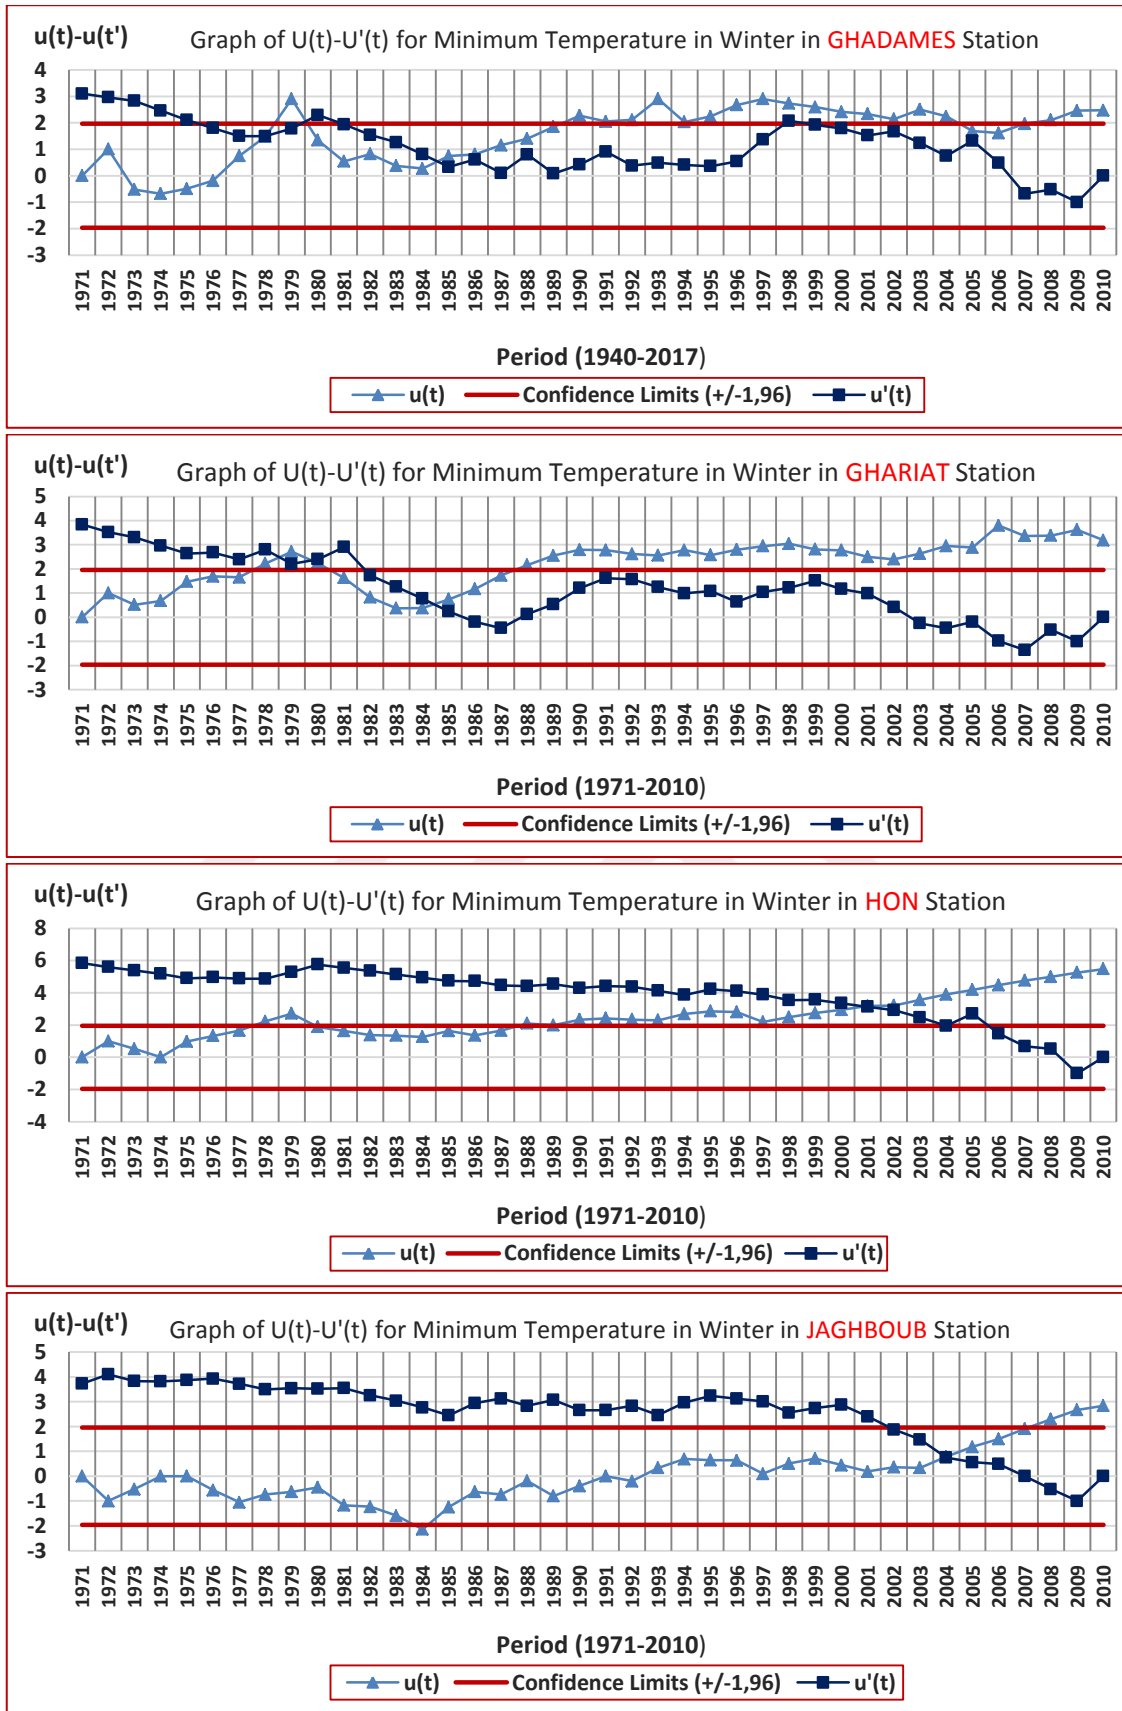 u(t)-u(t')
Graph of U(t)-U'(t) for Minimum Temperature in Winter in GHADAMES Station
4
3
2
1
0
-1
-2
-3
1971 1972 1973 1974 1975 1976 1977 1978 1979 1980 1981 1982 1983 1984 1985 1986 1987 1988 1989 1990 1991 1992 1993 1994 1995 1996 1997 1998 1999 2000 2001 2002 2003 2004 2005 2006 2007 2008 2009 2010
Period (1940-2017)
u(t) Confidence Limits (+/-1,96) u'(t)
u(t)-u(t')
Graph of U(t)-U'(t) for Minimum Temperature in Winter in GHARIAT Station
5
4
3
2
1
0
-1
-2
-3
1971 1972 1973 1974 1975 1976 1977 1978 1979 1980 1981 1982 1983 1984 1985 1986 1987 1988 1989 1990 1991 1992 1993 1994 1995 1996 1997 1998 1999 2000 2001 2002 2003 2004 2005 2006 2007 2008 2009 2010
Period (1971-2010)
u(t) Confidence Limits (+/-1,96) u'(t)
u(t)-u(t')
Graph of U(t)-U'(t) for Minimum Temperature in Winter in HON Station
8
6
4
2
0
-2
-4
1971 1972 1973 1974 1975 1976 1977 1978 1979 1980 1981 1982 1983 1984 1985 1986 1987 1988 1989 1990 1991 1992 1993 1994 1995 1996 1997 1998 1999 2000 2001 2002 2003 2004 2005 2006 2007 2008 2009 2010
Period (1971-2010)
u(t) Confidence Limits (+/-1,96) u'(t)
u(t)-u(t')
Graph of U(t)-U'(t) for Minimum Temperature in Winter in JAGHBOUB Station
5
4
3
2
1
0
-1
-2
-3
1971 1972 1973 1974 1975 1976 1977 1978 1979 1980 1981 1982 1983 1984 1985 1986 1987 1988 1989 1990 1991 1992 1993 1994 1995 1996 1997 1998 1999 2000 2001 2002 2003 2004 2005 2006 2007 2008 2009 2010
Period (1971-2010)
u(t) Confidence Limits (+/-1,96) u'(t)